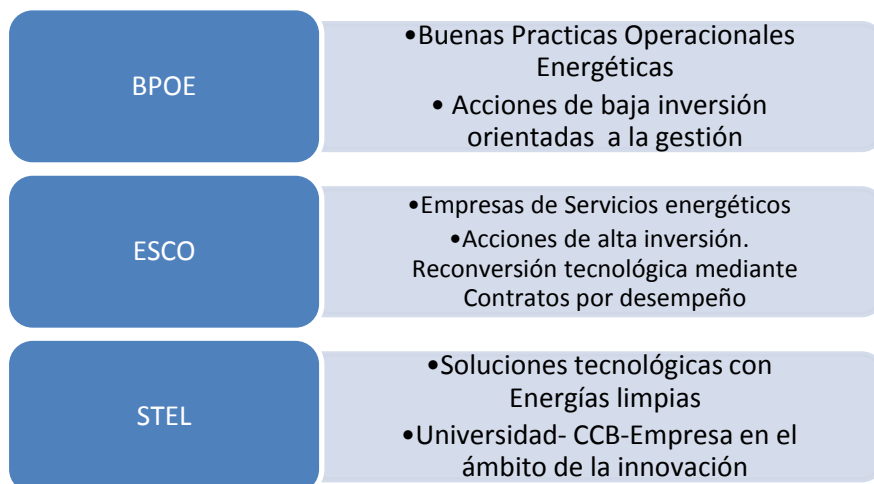 BPOE
•Buenas Practicas Operacionales
Energéticas
• Acciones de baja inversión
orientadas a la gestión
ESCO
•Empresas de Servicios energéticos
•Acciones de alta inversión.
Reconversión tecnológica mediante
Contratos por desempeño
STEL
•Soluciones tecnológicas con
Energías limpias
•Universidad- CCB-Empresa en el
ámbito de la innovación